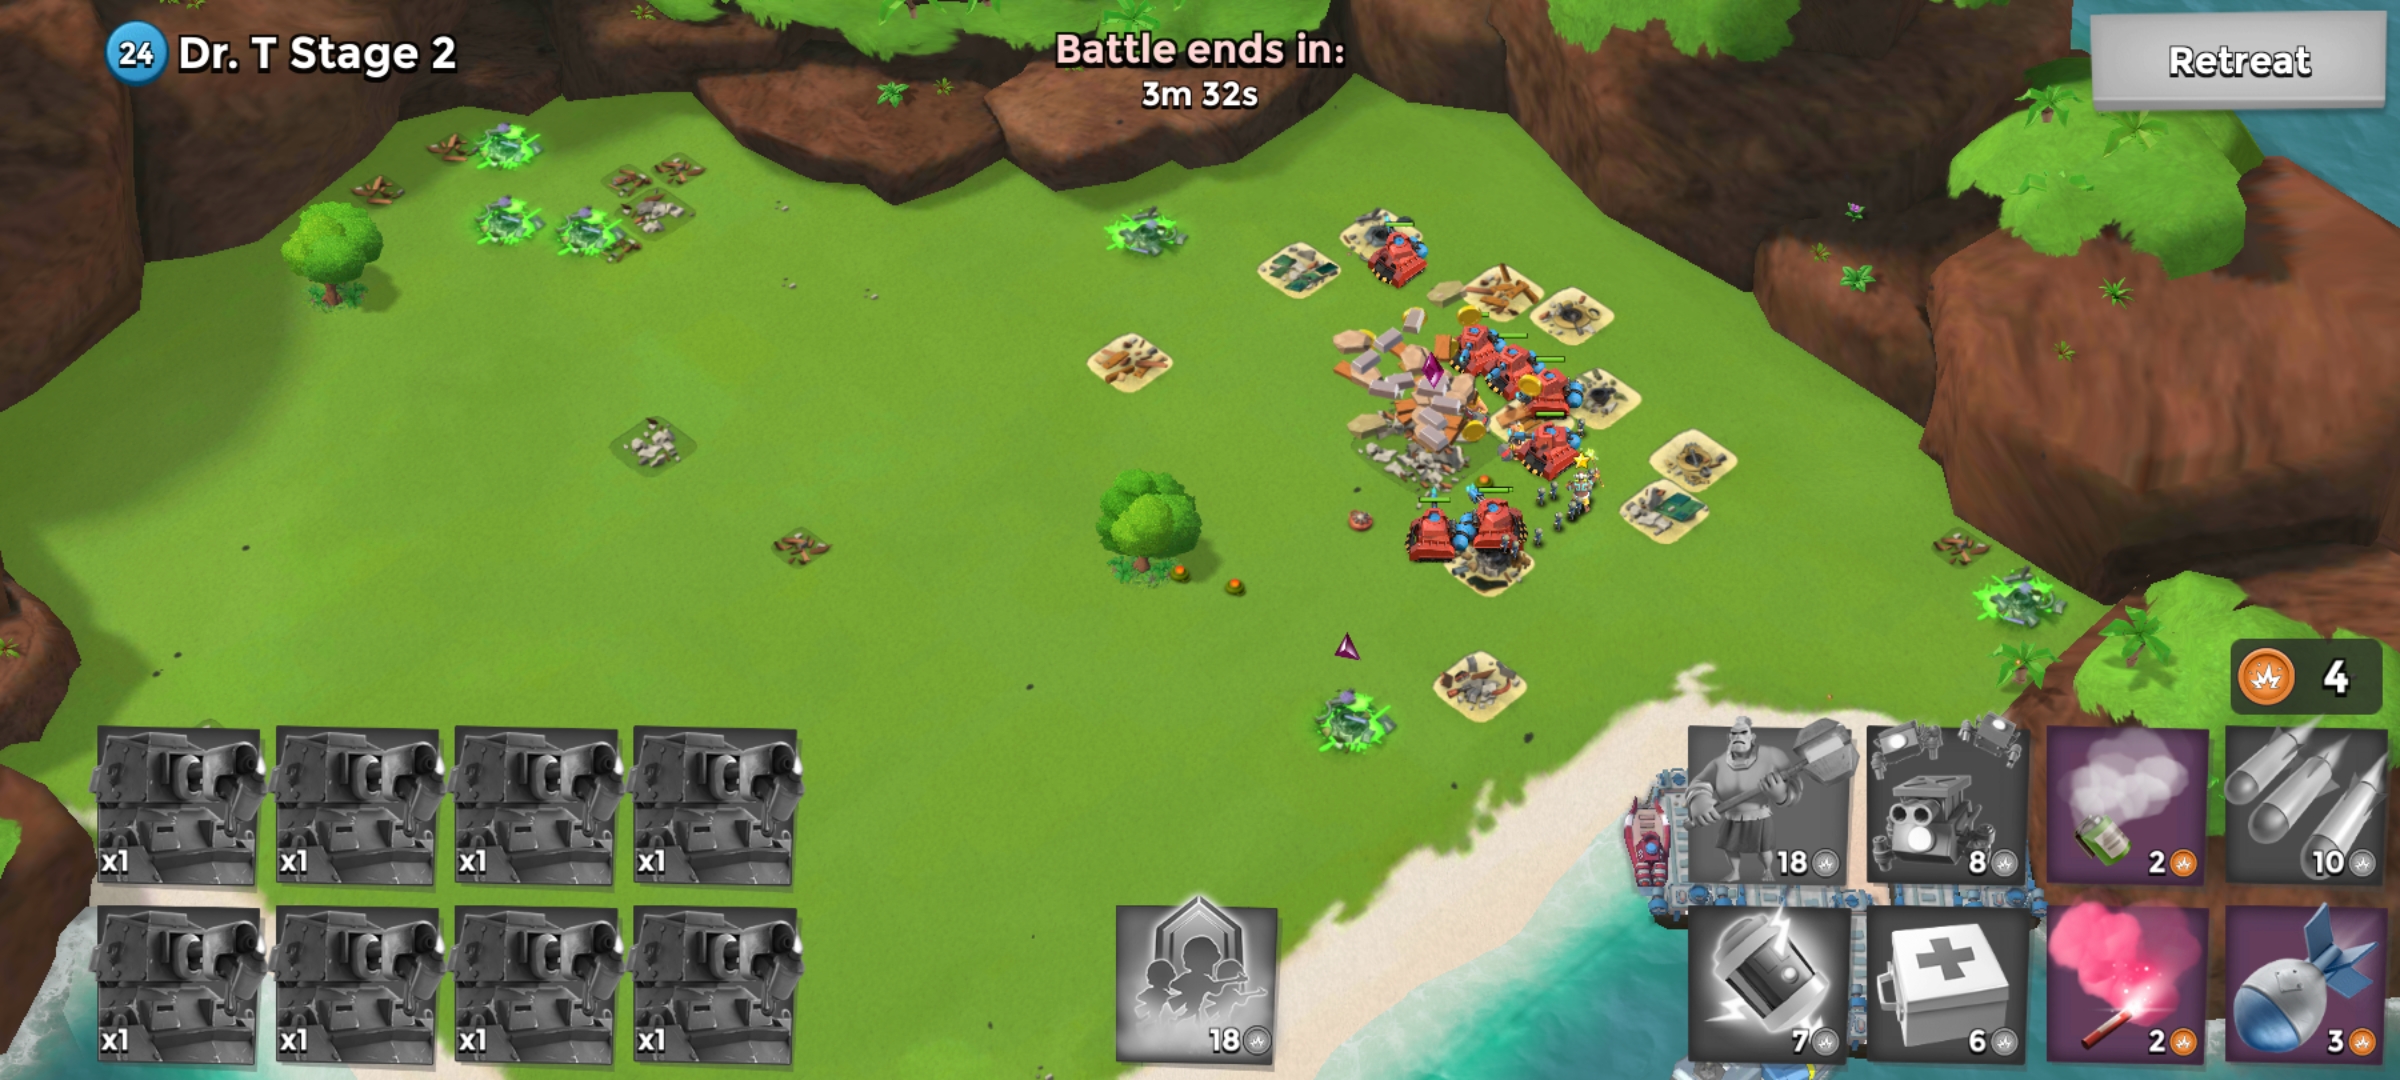 24 Dr. T Stage 2
Battle ends in:
3m 32s
Retreat
4
x1 x1 x1 x1
18 8 2 10
x1 x1 x1 x1
18
7 6 2 3